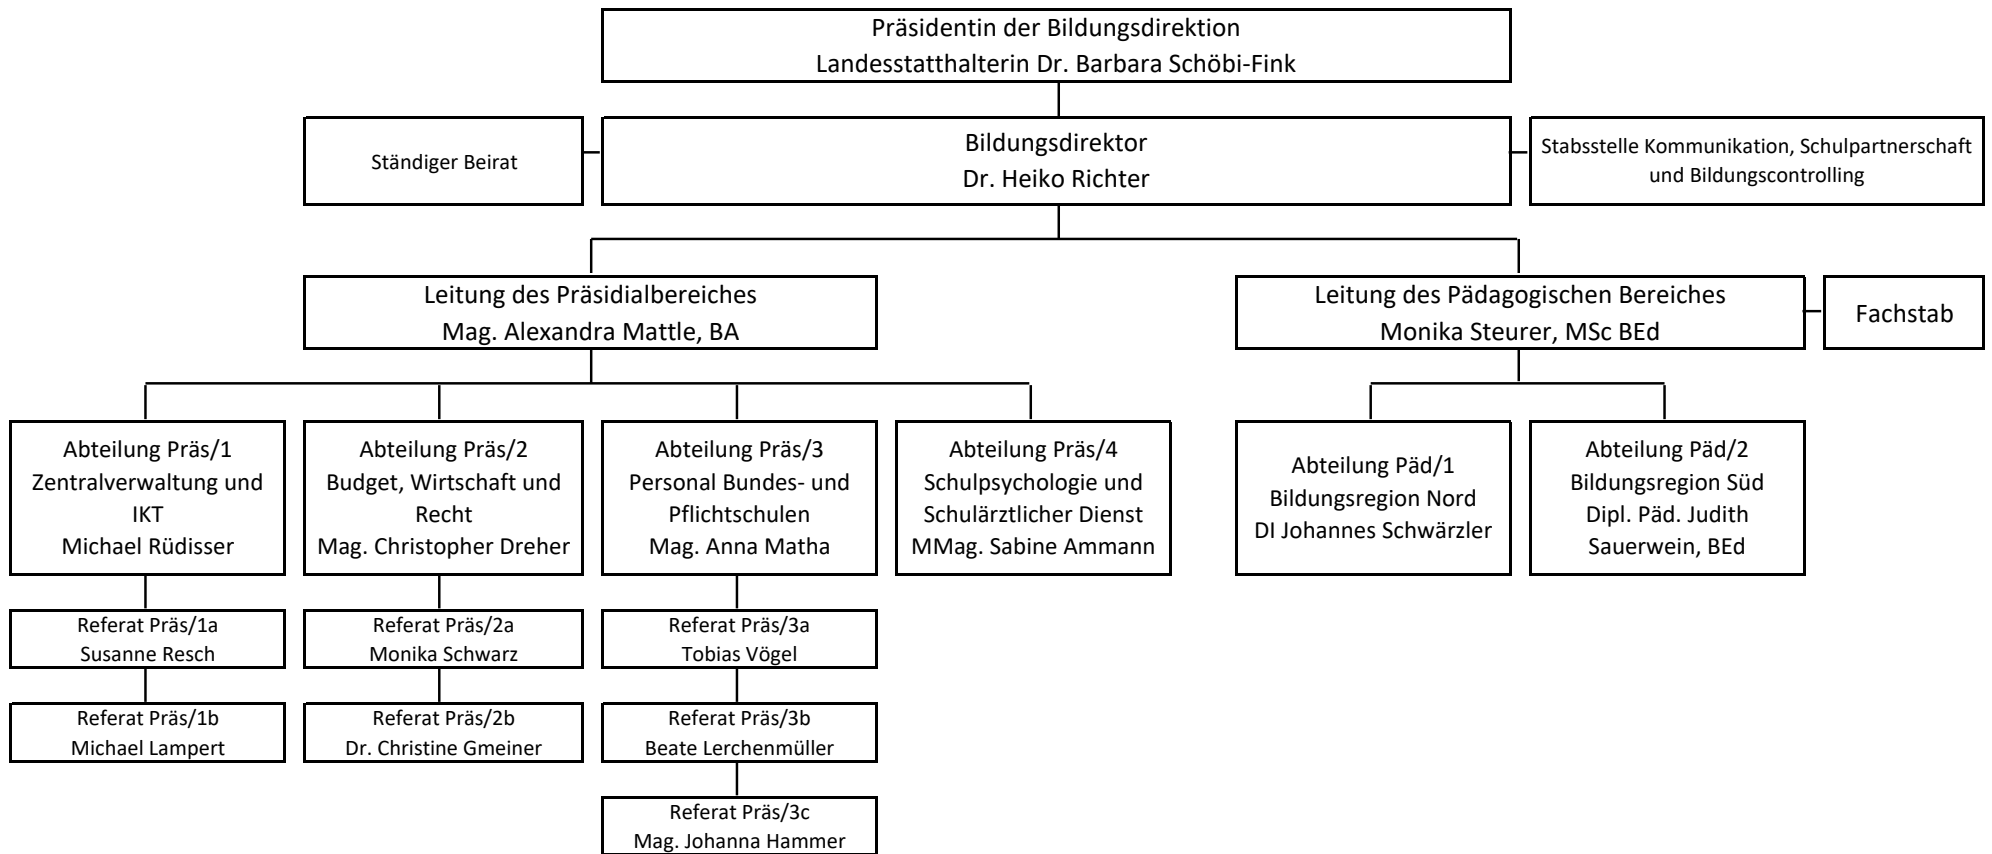 Präsidentin der Bildungsdirektion
Landesstatthalterin Dr. Barbara Schöbi-Fink
Ständiger Beirat
Bildungsdirektor
Dr. Heiko Richter
Stabsstelle Kommunikation, Schulpartnerschaft
und Bildungscontrolling
Leitung des Präsidialbereiches
Mag. Alexandra Mattle, BA
Leitung des Pädagogischen Bereiches
Monika Steurer, MSc BEd
Fachstab
Abteilung Präs/1
Zentralverwaltung und
IKT
Michael Rüdisser
Abteilung Präs/2
Budget, Wirtschaft und
Recht
Mag. Christopher Dreher
Abteilung Präs/3
Personal Bundes- und
Pflichtschulen
Mag. Anna Matha
Abteilung Präs/4
Schulpsychologie und
Schulärztlicher Dienst
MMag. Sabine Ammann
Abteilung Päd/1
Bildungsregion Nord
DI Johannes Schwärzler
Abteilung Päd/2
Bildungsregion Süd
Dipl. Päd. Judith
Sauerwein, BEd
Referat Präs/1a
Susanne Resch
Referat Präs/2a
Monika Schwarz
Referat Präs/3a
Tobias Vögel
Referat Präs/1b
Michael Lampert
Referat Präs/2b
Dr. Christine Gmeiner
Referat Präs/3b
Beate Lerchenmüller
Referat Präs/3c
Mag. Johanna Hammer